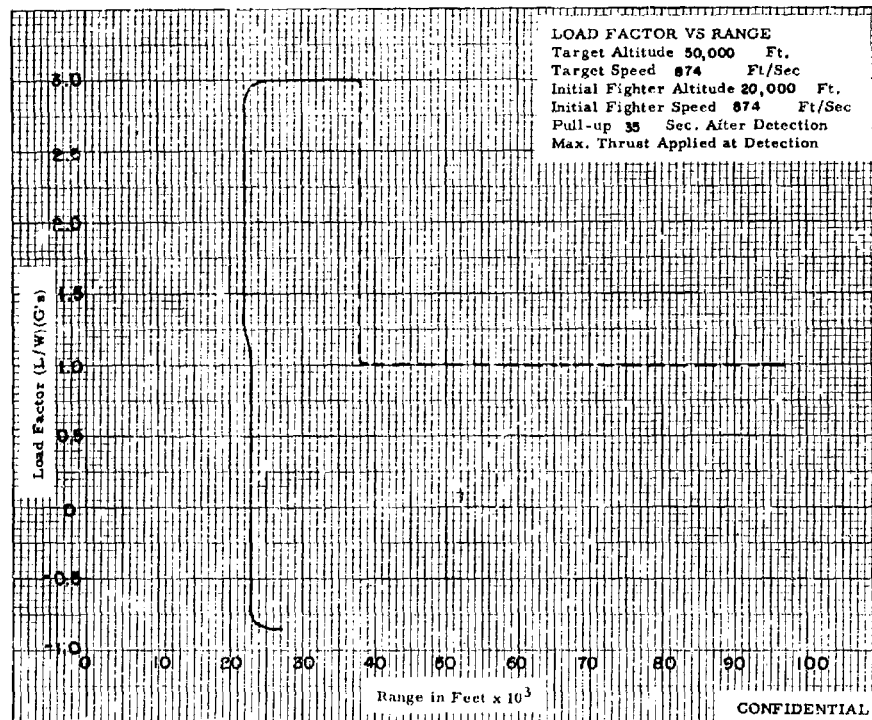 LOAD FACTOR VS RANGE
Target Altitude 50,000 Ft.
Target Speed 874 Ft/Sec
Initial Fighter Altitude 20,000 Ft.
Initial Fighter Speed 874 Ft/Sec
Pull-up 35 Sec. After Detection
Max. Thrust Applied at Detection
3.0
2.5
2.0
1.5
1.0
0.5
0
-0.5
-1.0
Load Factor (L/W)(G's)
0 10 20 30 40 50 60 70 80 90 100
Range in Feet x 10³
CONFIDENTIAL